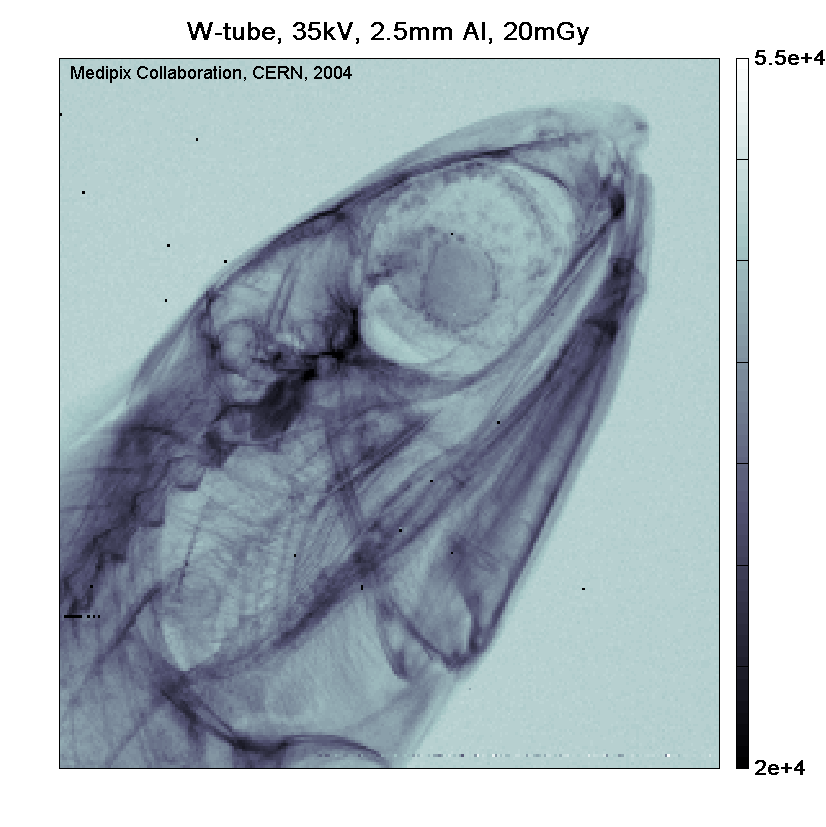 W-tube, 35kV, 2.5mm Al, 20mGy
Medipix Collaboration, CERN, 2004
5.5e+4
2e+4